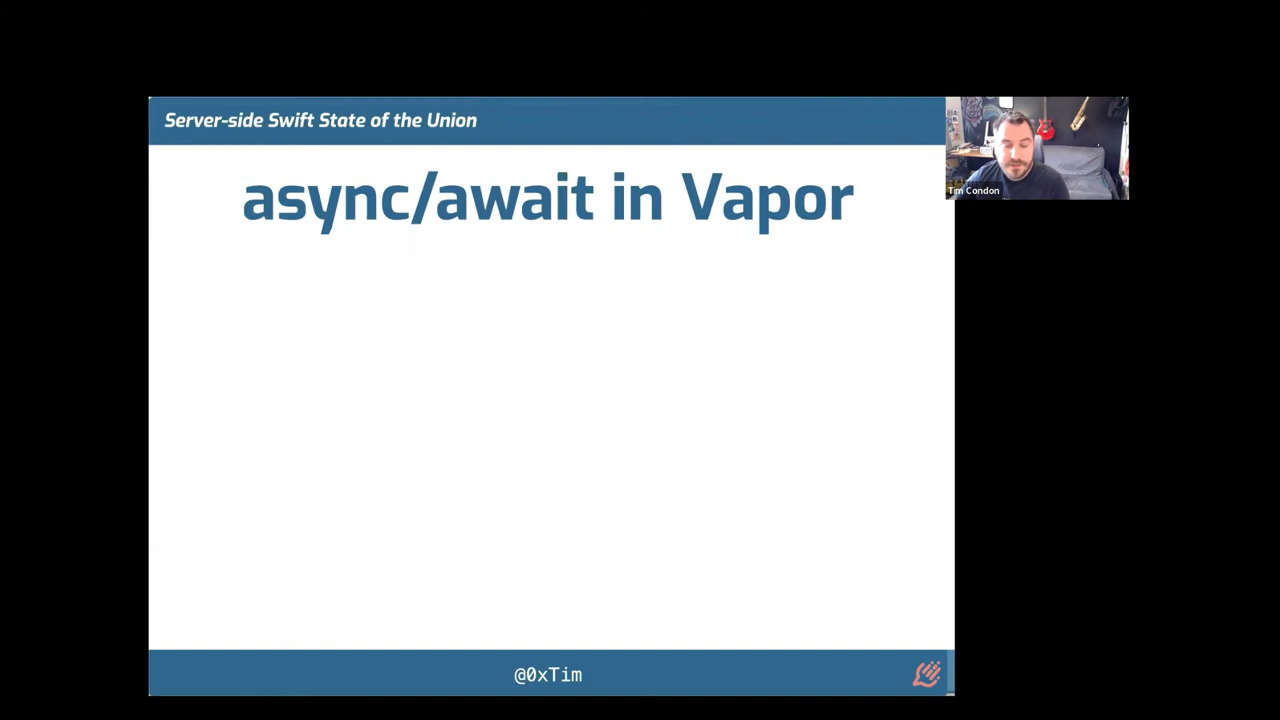 Server-side Swift State of the Union
async/await in Vapor
Tim Condon
@0xTim